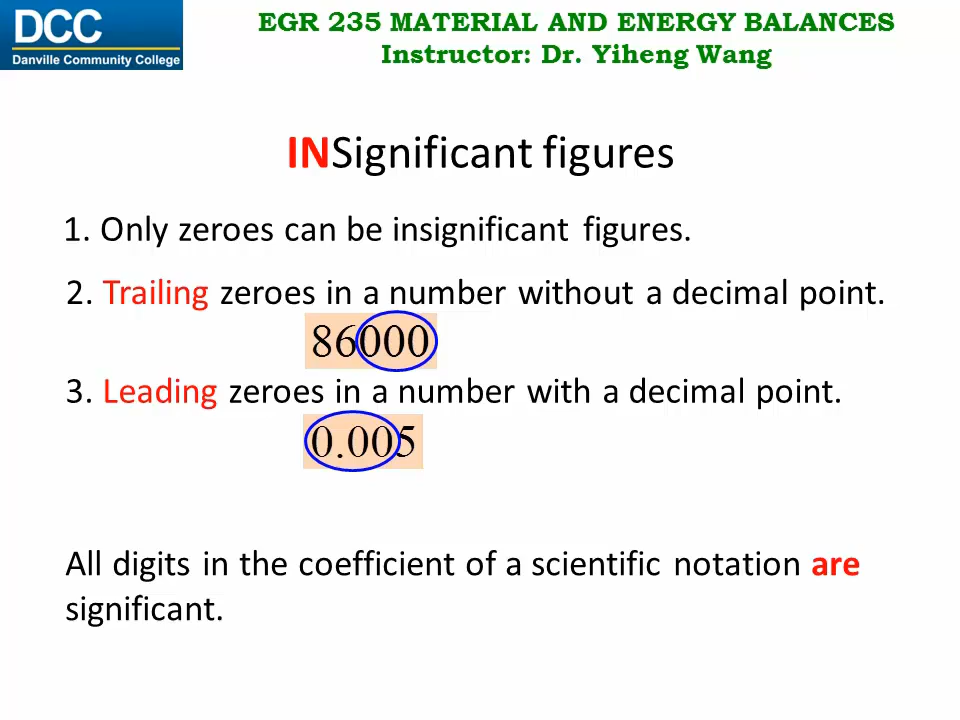 DCC
Danville Community College
EGR 235 MATERIAL AND ENERGY BALANCES
Instructor: Dr. Yiheng Wang
INSignificant figures
1. Only zeroes can be insignificant figures.
2. Trailing zeroes in a number without a decimal point.
86000
3. Leading zeroes in a number with a decimal point.
0.005
All digits in the coefficient of a scientific notation are
significant.